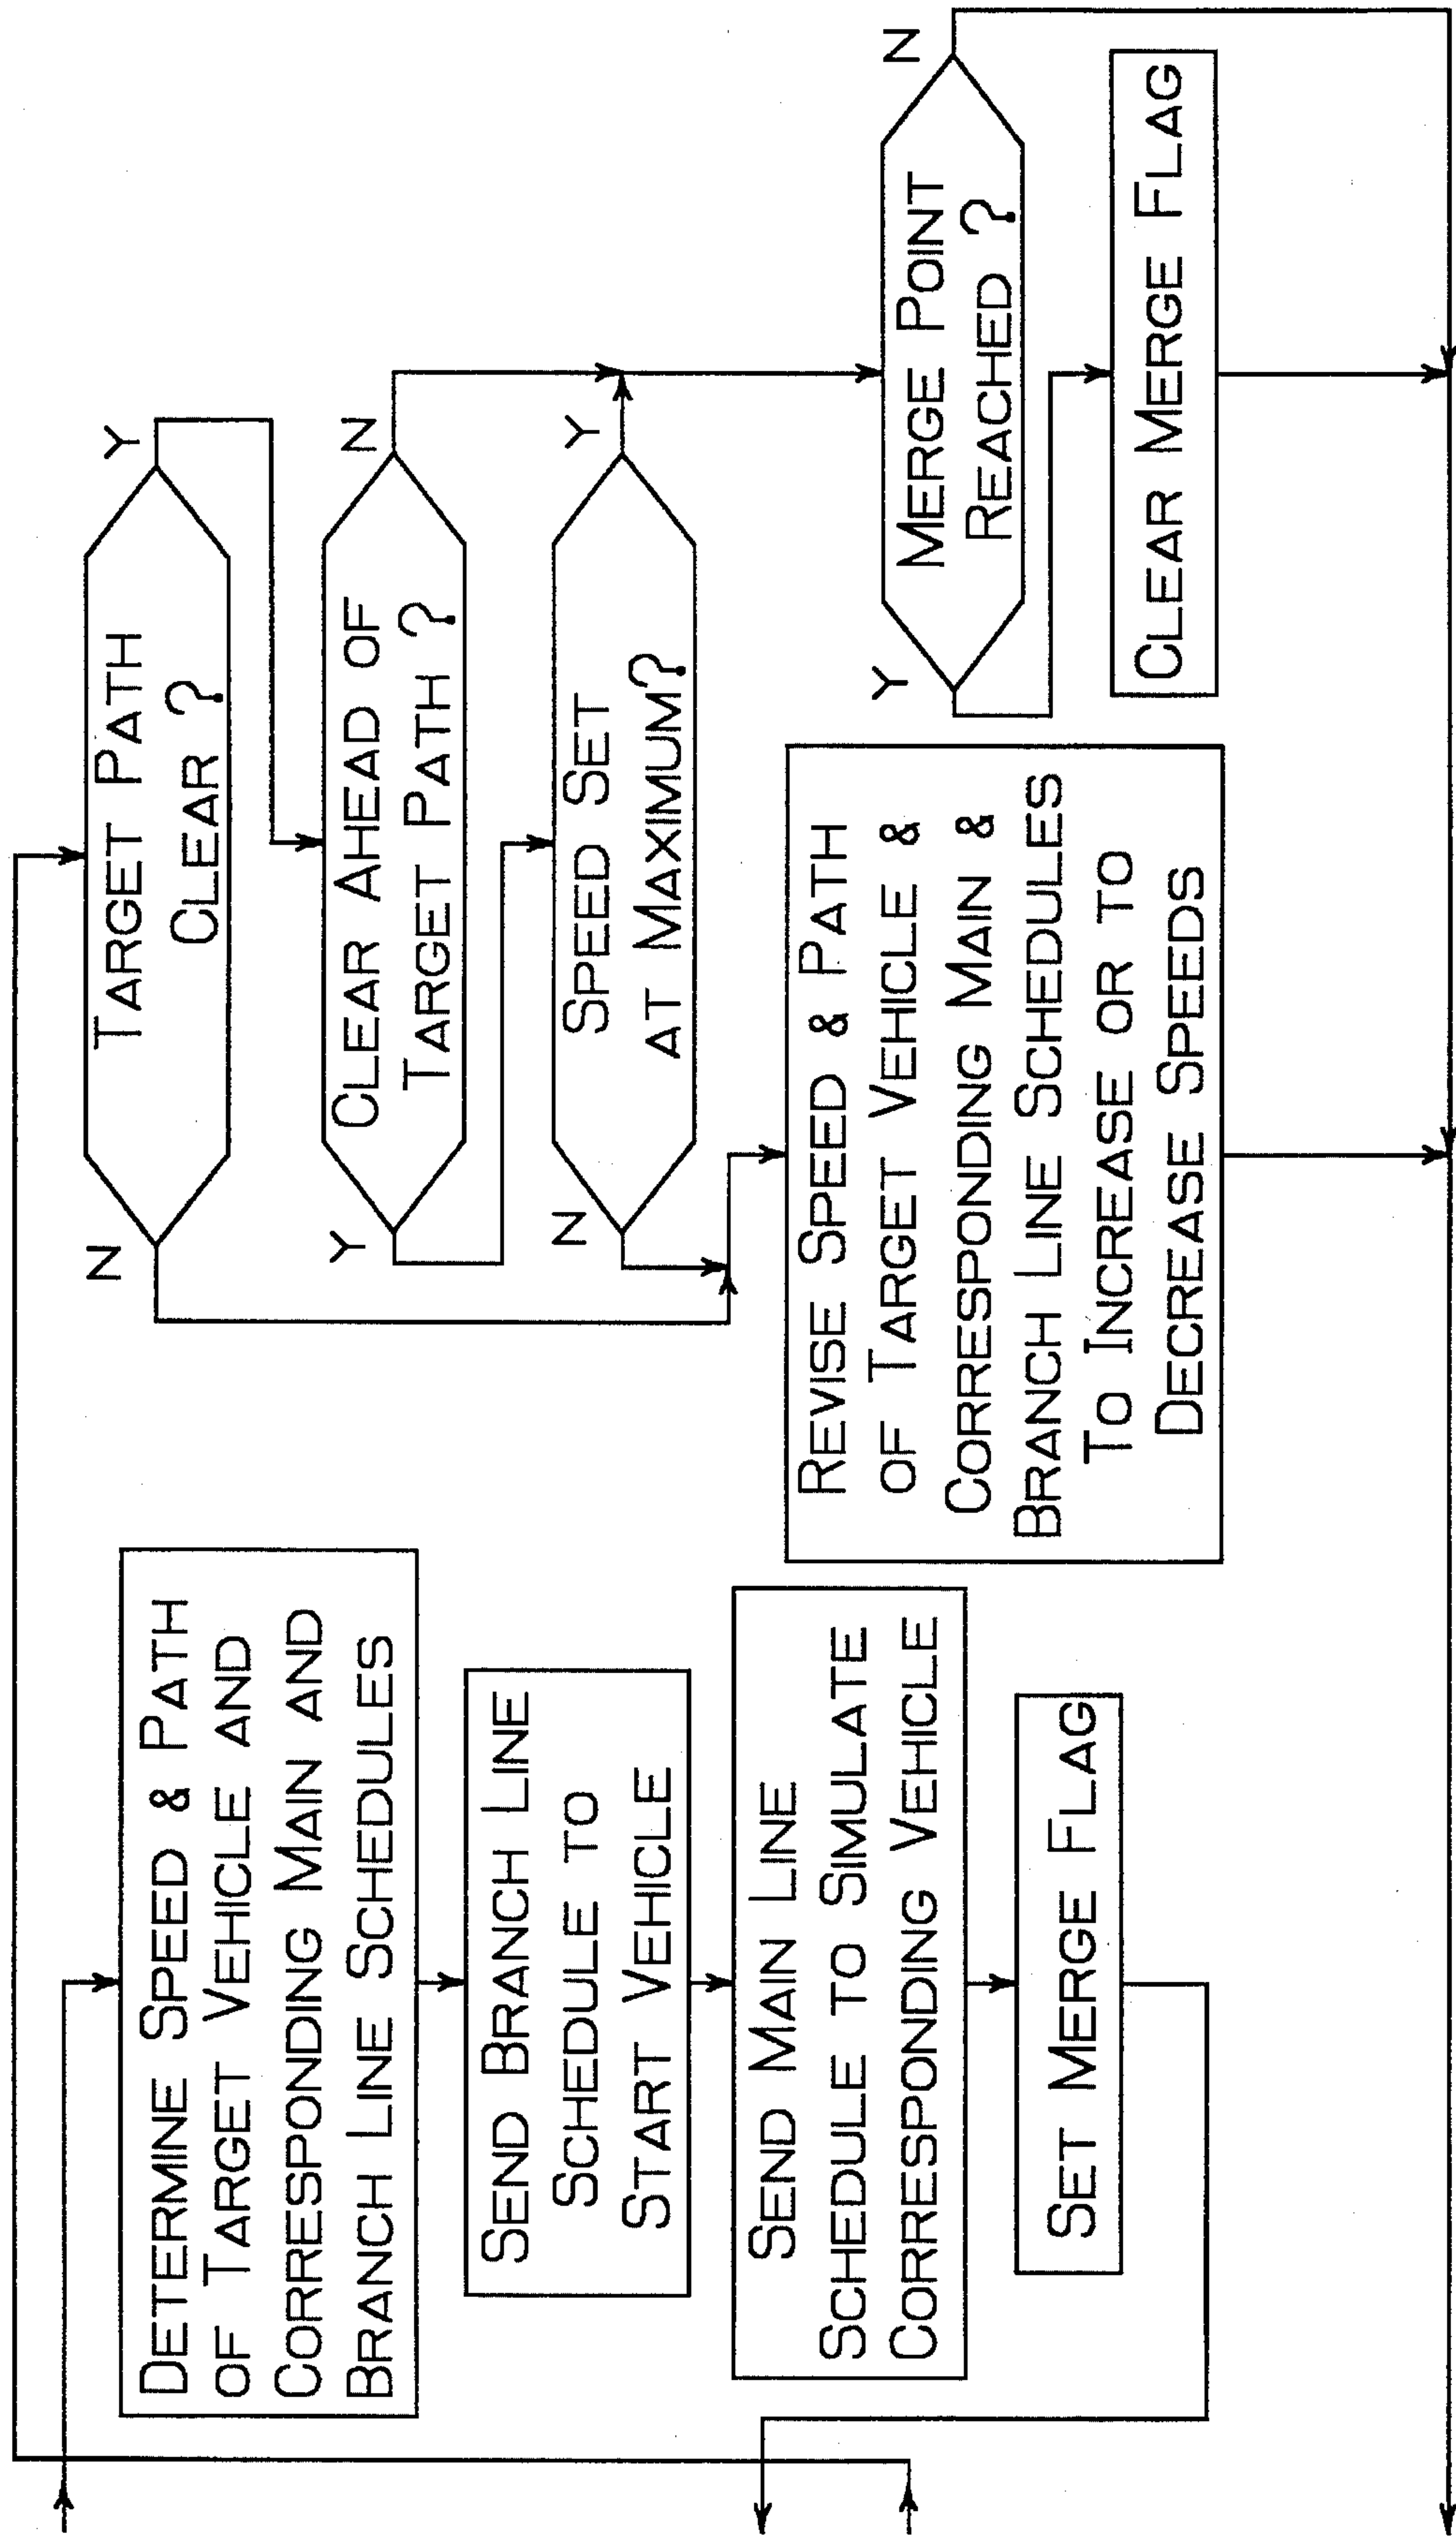 DETERMINE SPEED & PATH
OF TARGET VEHICLE AND
CORRESPONDING MAIN AND
BRANCH LINE SCHEDULES
SEND BRANCH LINE
SCHEDULE TO
START VEHICLE
SEND MAIN LINE
SCHEDULE TO SIMULATE
CORRESPONDING VEHICLE
SET MERGE FLAG
N
TARGET PATH
CLEAR ?
Y
Y
CLEAR AHEAD OF
TARGET PATH ?
N
N
SPEED SET
AT MAXIMUM?
Y
REVISE SPEED & PATH
OF TARGET VEHICLE &
CORRESPONDING MAIN &
BRANCH LINE SCHEDULES
TO INCREASE OR TO
DECREASE SPEEDS
Y
MERGE POINT
REACHED ?
N
CLEAR MERGE FLAG